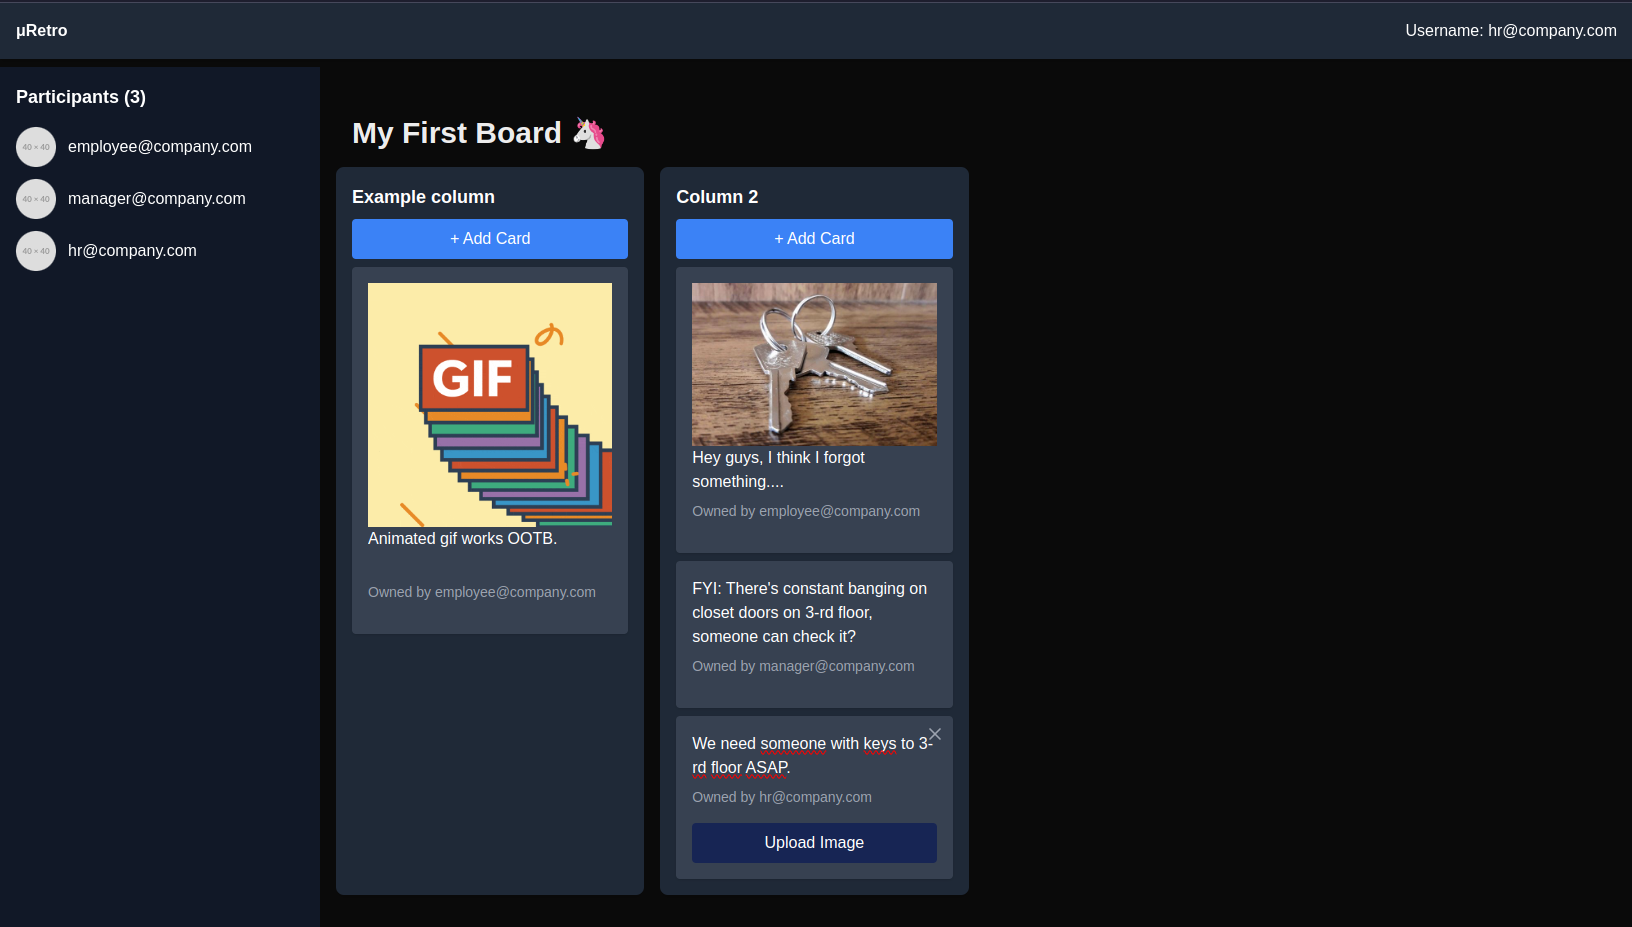 μRetro
Username: hr@company.com
Participants (3)
40 × 40
employee@company.com
40 × 40
manager@company.com
40 × 40
hr@company.com
My First Board 🦄
Example column
+ Add Card
GIF
Animated gif works OOTB.
Owned by employee@company.com
Column 2
+ Add Card
Hey guys, I think I forgot
something....
Owned by employee@company.com
FYI: There's constant banging on
closet doors on 3-rd floor,
someone can check it?
Owned by manager@company.com
We need someone with keys to 3-
rd floor ASAP.
Owned by hr@company.com
Upload Image